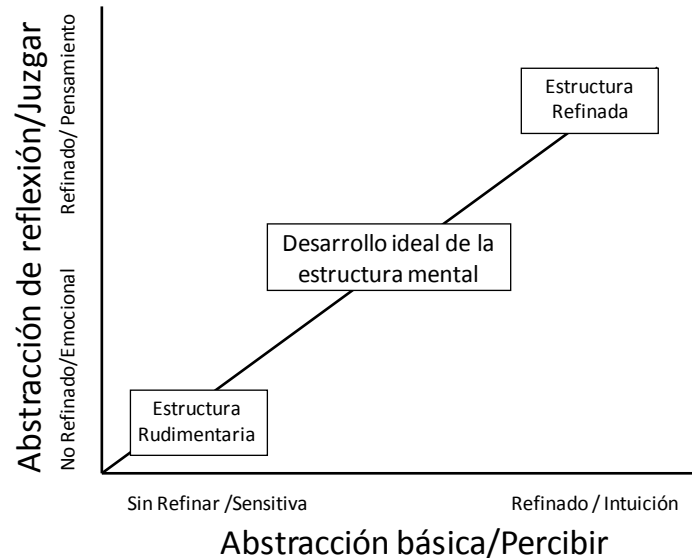 Abstracción de reflexión/Juzgar
Refinado/ Pensamiento
No Refinado/Emocional
Estructura
Refinada
Desarrollo ideal de la
estructura mental
Estructura
Rudimentaria
Sin Refinar /Sensitiva
Refinado / Intuición
Abstracción básica/Percibir